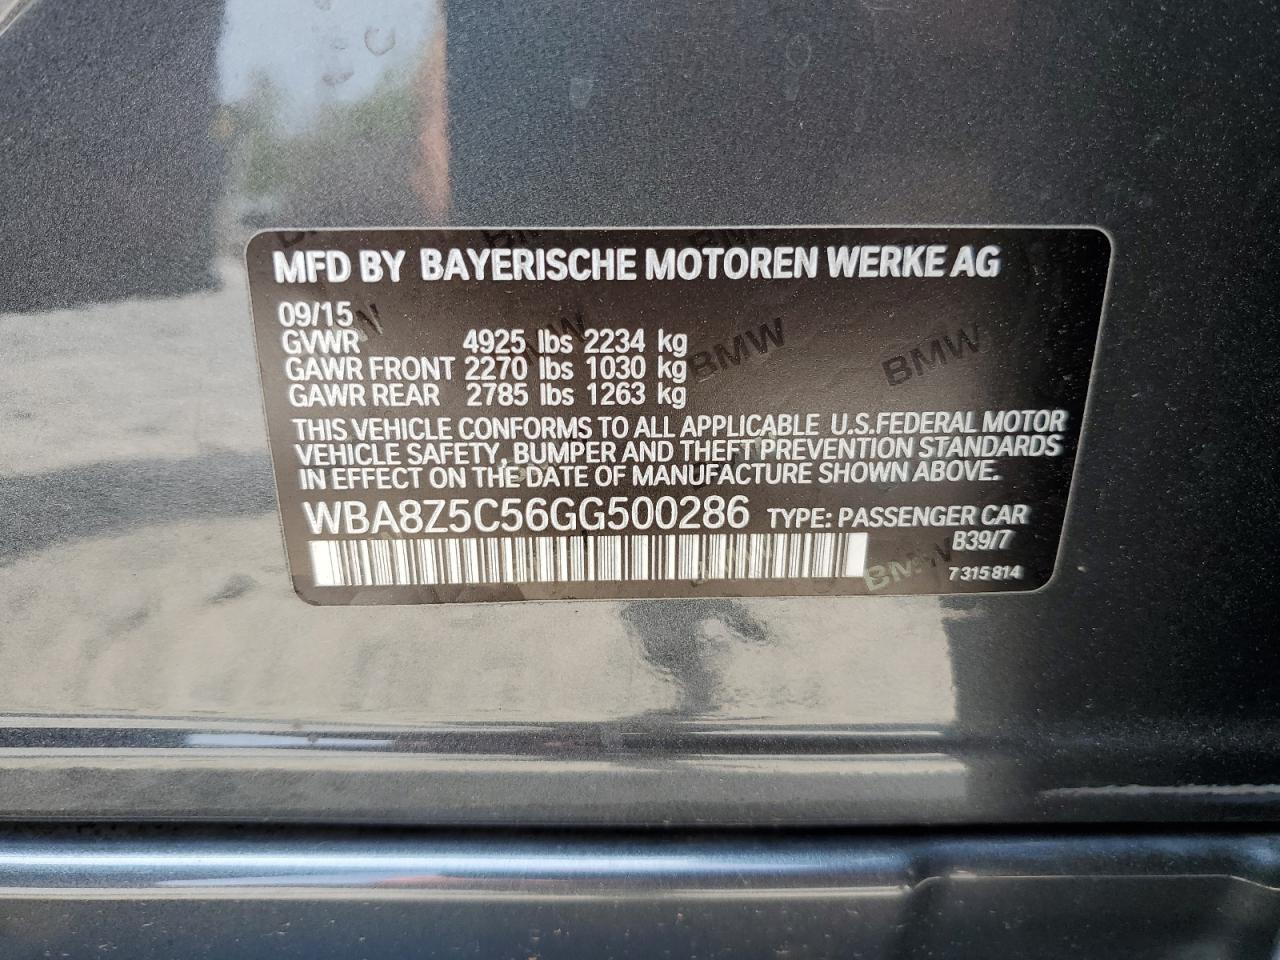 MFD BY BAYERISCHE MOTOREN WERKE AG
09/15
GVWR 4925 lbs 2234 kg
GAWR FRONT 2270 lbs 1030 kg
GAWR REAR 2785 lbs 1263 kg
THIS VEHICLE CONFORMS TO ALL APPLICABLE U.S.FEDERAL MOTOR
VEHICLE SAFETY, BUMPER AND THEFT PREVENTION STANDARDS
IN EFFECT ON THE DATE OF MANUFACTURE SHOWN ABOVE.
WBA8Z5C56GG500286 TYPE: PASSENGER CAR
B39/7
7 315 814
BMW
BMW
BMW